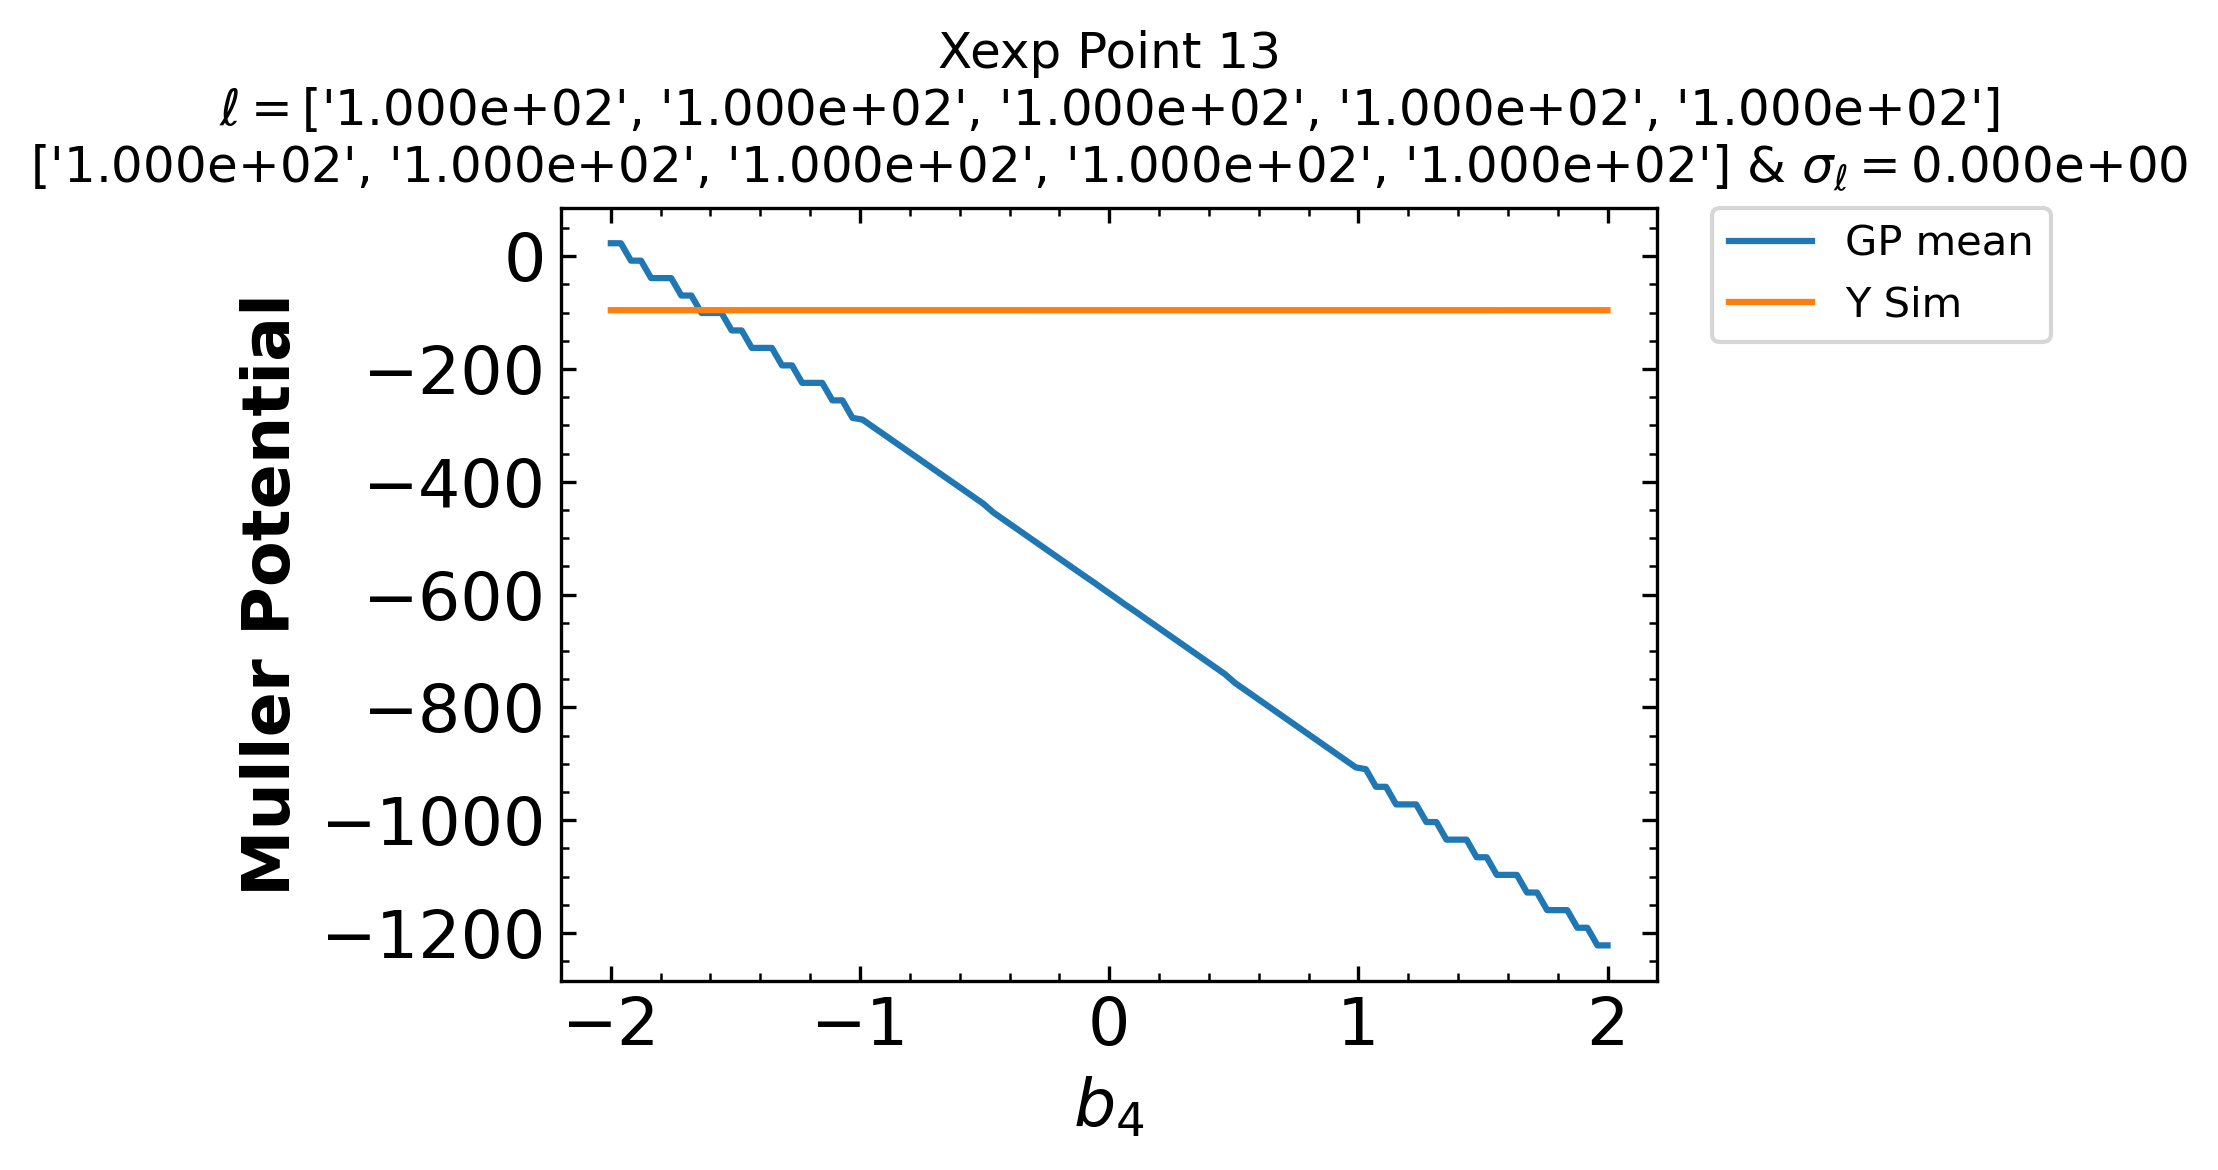 Xexp Point 13
ℓ = ['1.000e+02', '1.000e+02', '1.000e+02', '1.000e+02', '1.000e+02']
['1.000e+02', '1.000e+02', '1.000e+02', '1.000e+02', '1.000e+02'] & σ_ℓ = 0.000e+00
GP mean
Y Sim
Muller Potential
0
−200
−400
−600
−800
−1000
−1200
−2 −1 0 1 2
b₄